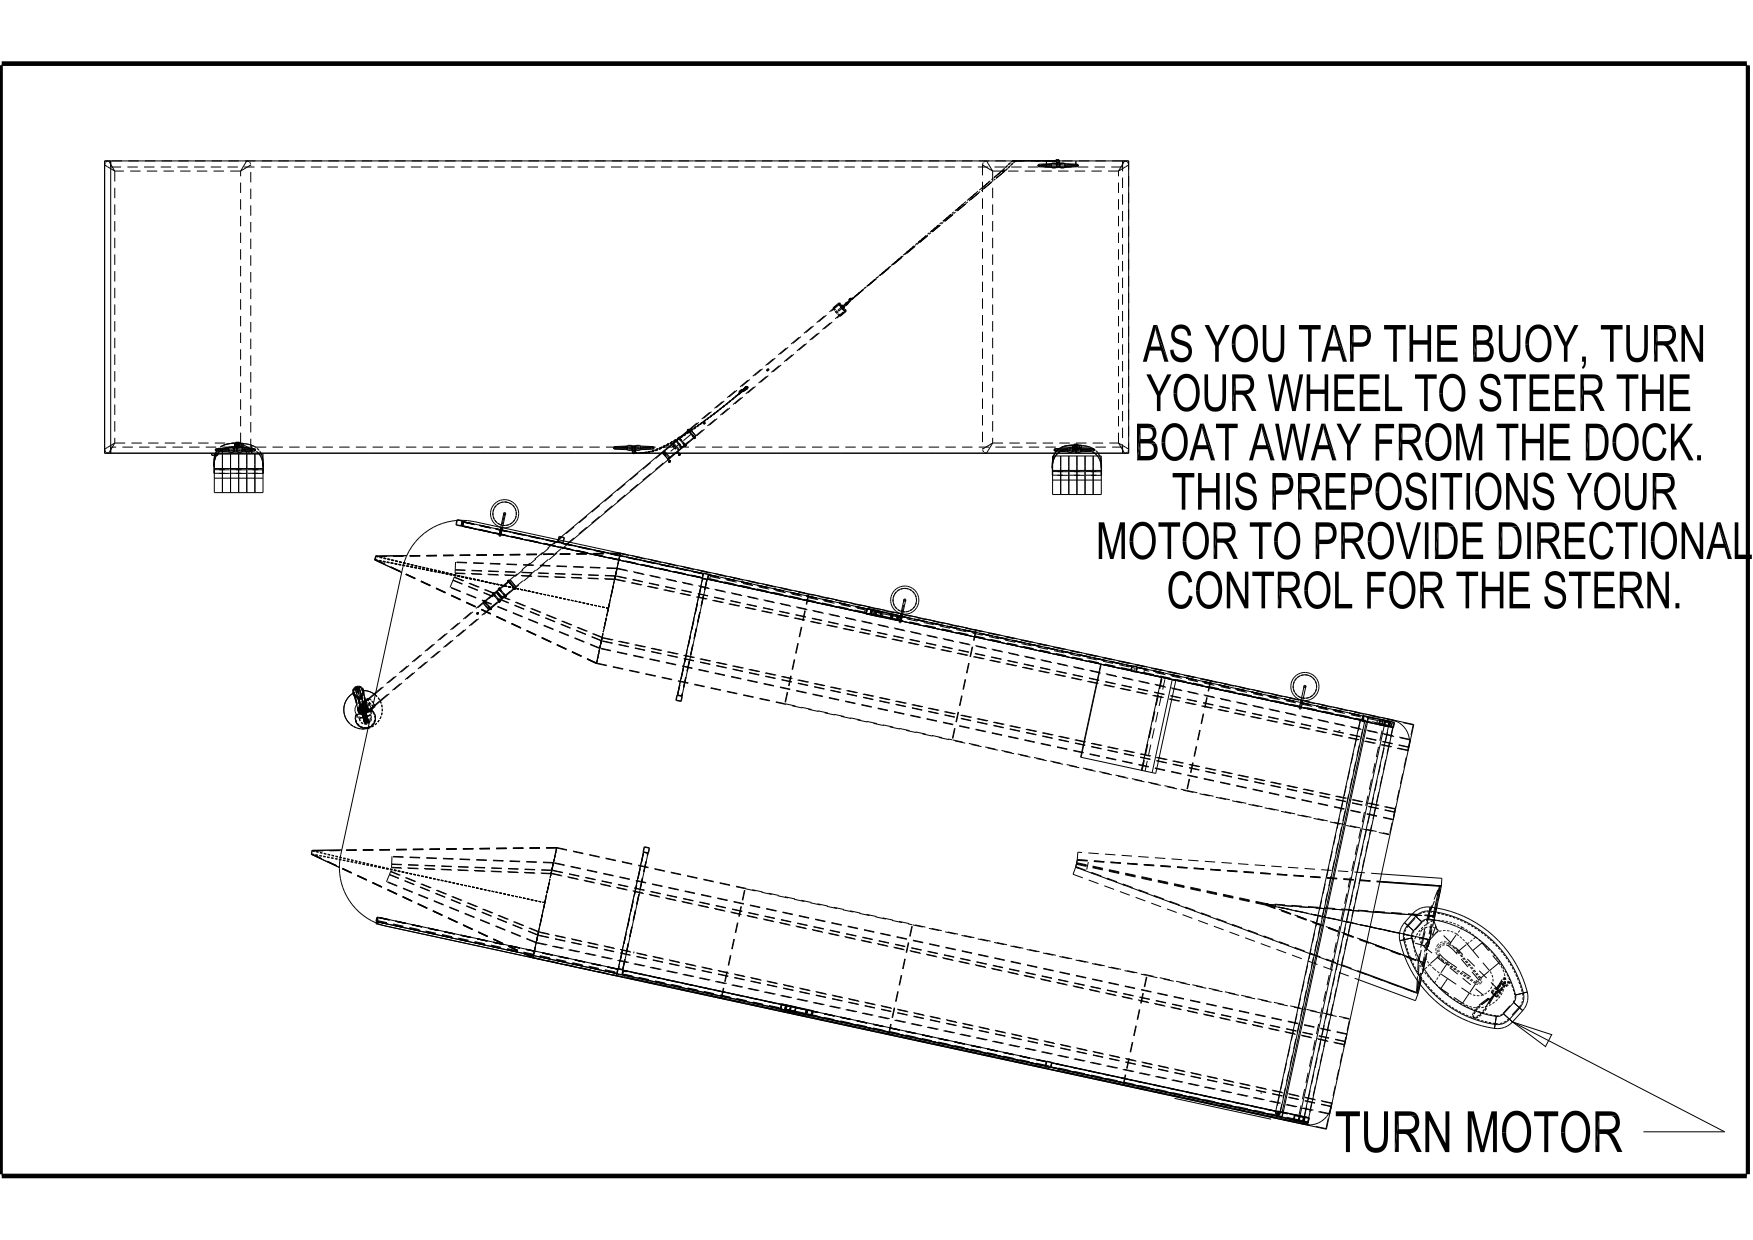 AS YOU TAP THE BUOY, TURN
YOUR WHEEL TO STEER THE
BOAT AWAY FROM THE DOCK.
THIS PREPOSITIONS YOUR
MOTOR TO PROVIDE DIRECTIONAL
CONTROL FOR THE STERN.
TURN MOTOR